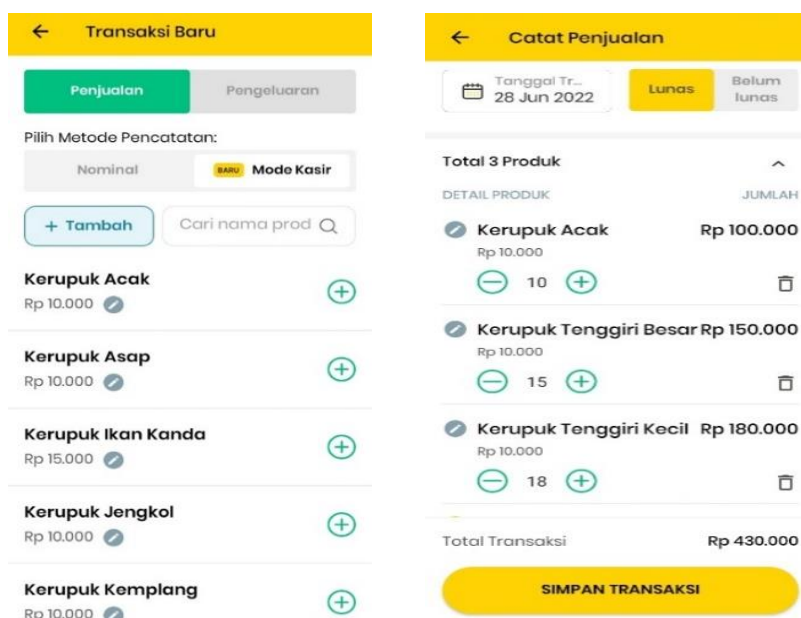 Transaksi Baru
Penjualan Pengeluaran
Pilih Metode Pencatatan:
Nominal BARU Mode Kasir
+ Tambah Cari nama prod
Kerupuk Acak
Rp 10.000
Kerupuk Asap
Rp 10.000
Kerupuk Ikan Kanda
Rp 15.000
Kerupuk Jengkol
Rp 10.000
Kerupuk Kemplang
Rp 10.000
Catat Penjualan
Tanggal Tr...
28 Jun 2022
Lunas
Belum
lunas
Total 3 Produk
DETAIL PRODUK JUMLAH
Kerupuk Acak Rp 100.000
Rp 10.000
10
Kerupuk Tenggiri Besar Rp 150.000
Rp 10.000
15
Kerupuk Tenggiri Kecil Rp 180.000
Rp 10.000
18
Total Transaksi Rp 430.000
SIMPAN TRANSAKSI